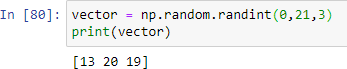 In [80]: vector = np.random.randint(0,21,3)
print(vector)
[13 20 19]